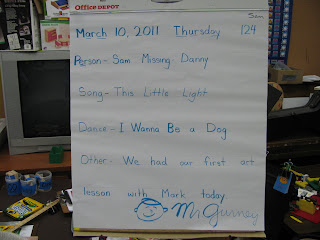 Office DEPOT
Sam
March 10, 2011 Thursday 124
Person - Sam Missing - Danny
Song - This Little Light
Dance - I Wanna Be a Dog
Other - We had our first art
lesson with Mark today
Mr Gurney